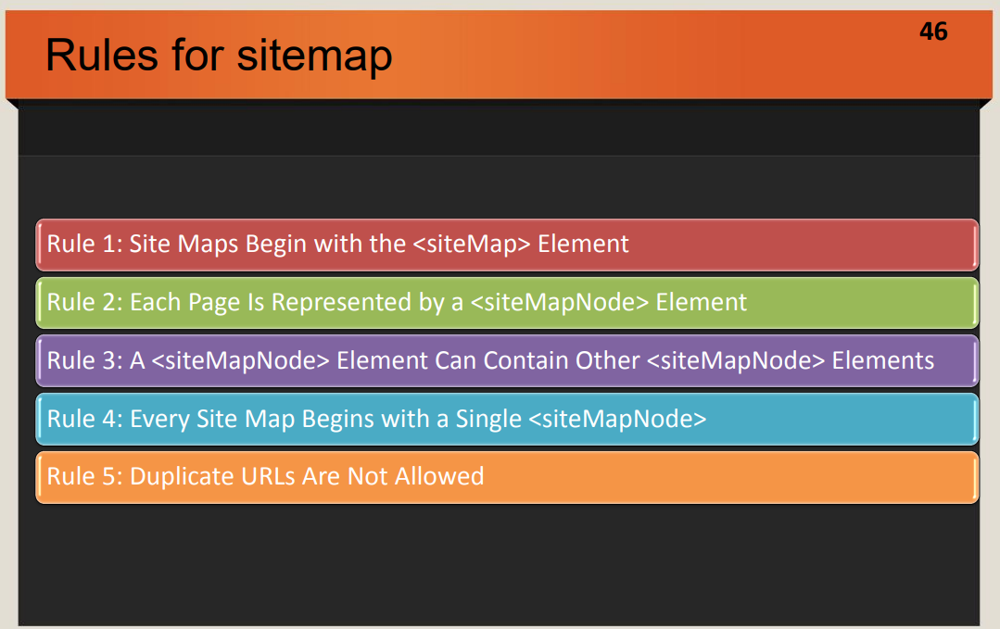 Rules for sitemap
46
Rule 1: Site Maps Begin with the <siteMap> Element
Rule 2: Each Page Is Represented by a <siteMapNode> Element
Rule 3: A <siteMapNode> Element Can Contain Other <siteMapNode> Elements
Rule 4: Every Site Map Begins with a Single <siteMapNode>
Rule 5: Duplicate URLs Are Not Allowed